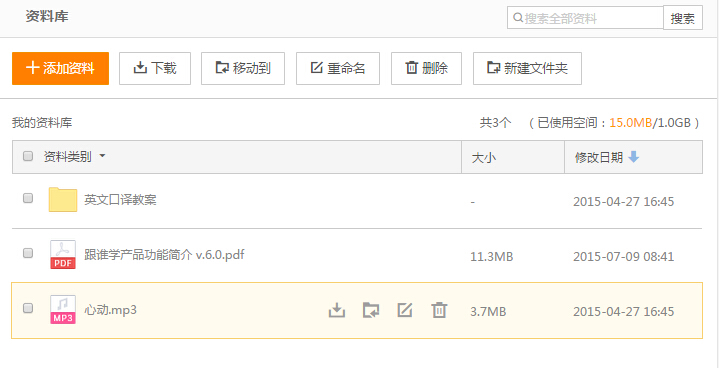 资料库
搜索全部资料 搜索
添加资料 下载 移动到 重命名 删除 新建文件夹
我的资料库 共3个 （已使用空间：15.0MB/1.0GB）
资料类别 大小 修改日期
英文口译教案 - 2015-04-27 16:45
PDF 跟谁学产品功能简介 v.6.0.pdf 11.3MB 2015-07-09 08:41
MP3 心动.mp3 3.7MB 2015-04-27 16:45